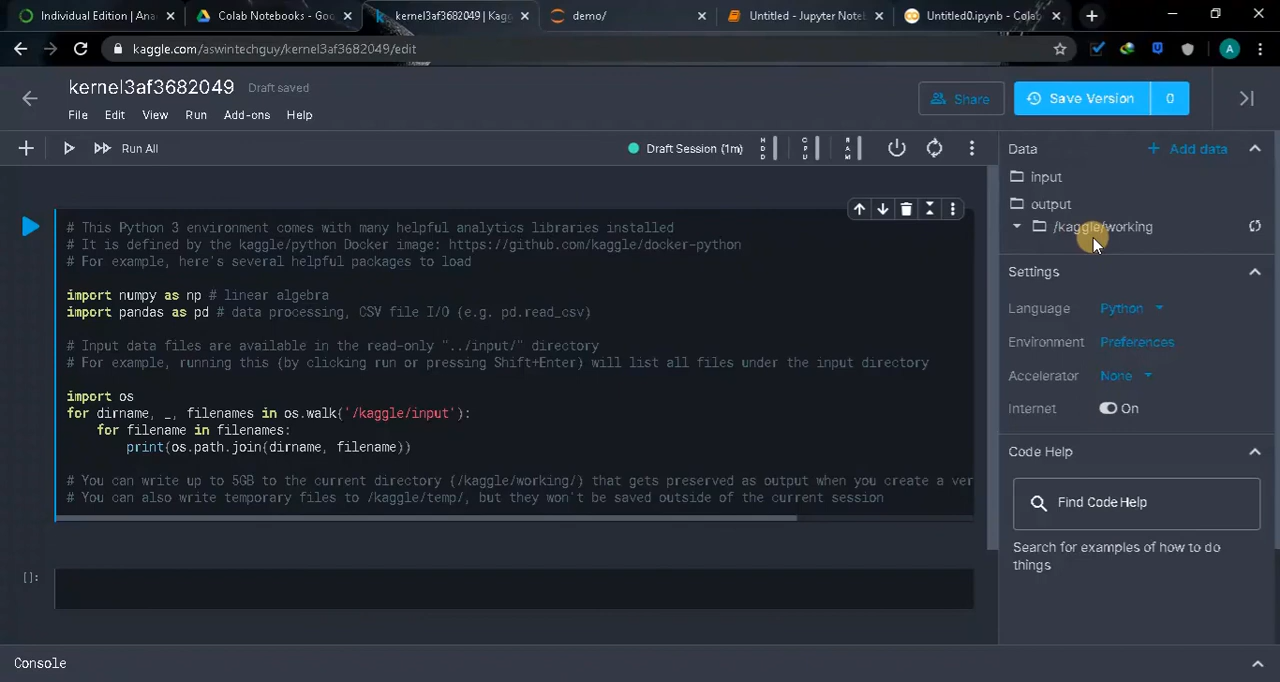 Individual Edition | Ana
Colab Notebooks - Goo
kernel3af3682049 | Kagg
demo/
Untitled - Jupyter Note
Untitled0.ipynb - Colab
kaggle.com/aswintechguy/kernel3af3682049/edit
A
kernel3af3682049
Draft saved
File Edit View Run Add-ons Help
Share
Save Version 0
Run All
Draft Session (1m)
HDD
CPU
RAM
Data
+ Add data
input
output
/kaggle/working
Settings
Language Python
Environment Preferences
Accelerator None
Internet On
Code Help
Find Code Help
Search for examples of how to do
things
# This Python 3 environment comes with many helpful analytics libraries installed
# It is defined by the kaggle/python Docker image: https://github.com/kaggle/docker-python
# For example, here's several helpful packages to load
import numpy as np # linear algebra
import pandas as pd # data processing, CSV file I/O (e.g. pd.read_csv)
# Input data files are available in the read-only "../input/" directory
# For example, running this (by clicking run or pressing Shift+Enter) will list all files under the input directory
import os
for dirname, _, filenames in os.walk('/kaggle/input'):
for filename in filenames:
print(os.path.join(dirname, filename))
# You can write up to 5GB to the current directory (/kaggle/working/) that gets preserved as output when you create a ver
# You can also write temporary files to /kaggle/temp/, but they won't be saved outside of the current session
[]:
Console